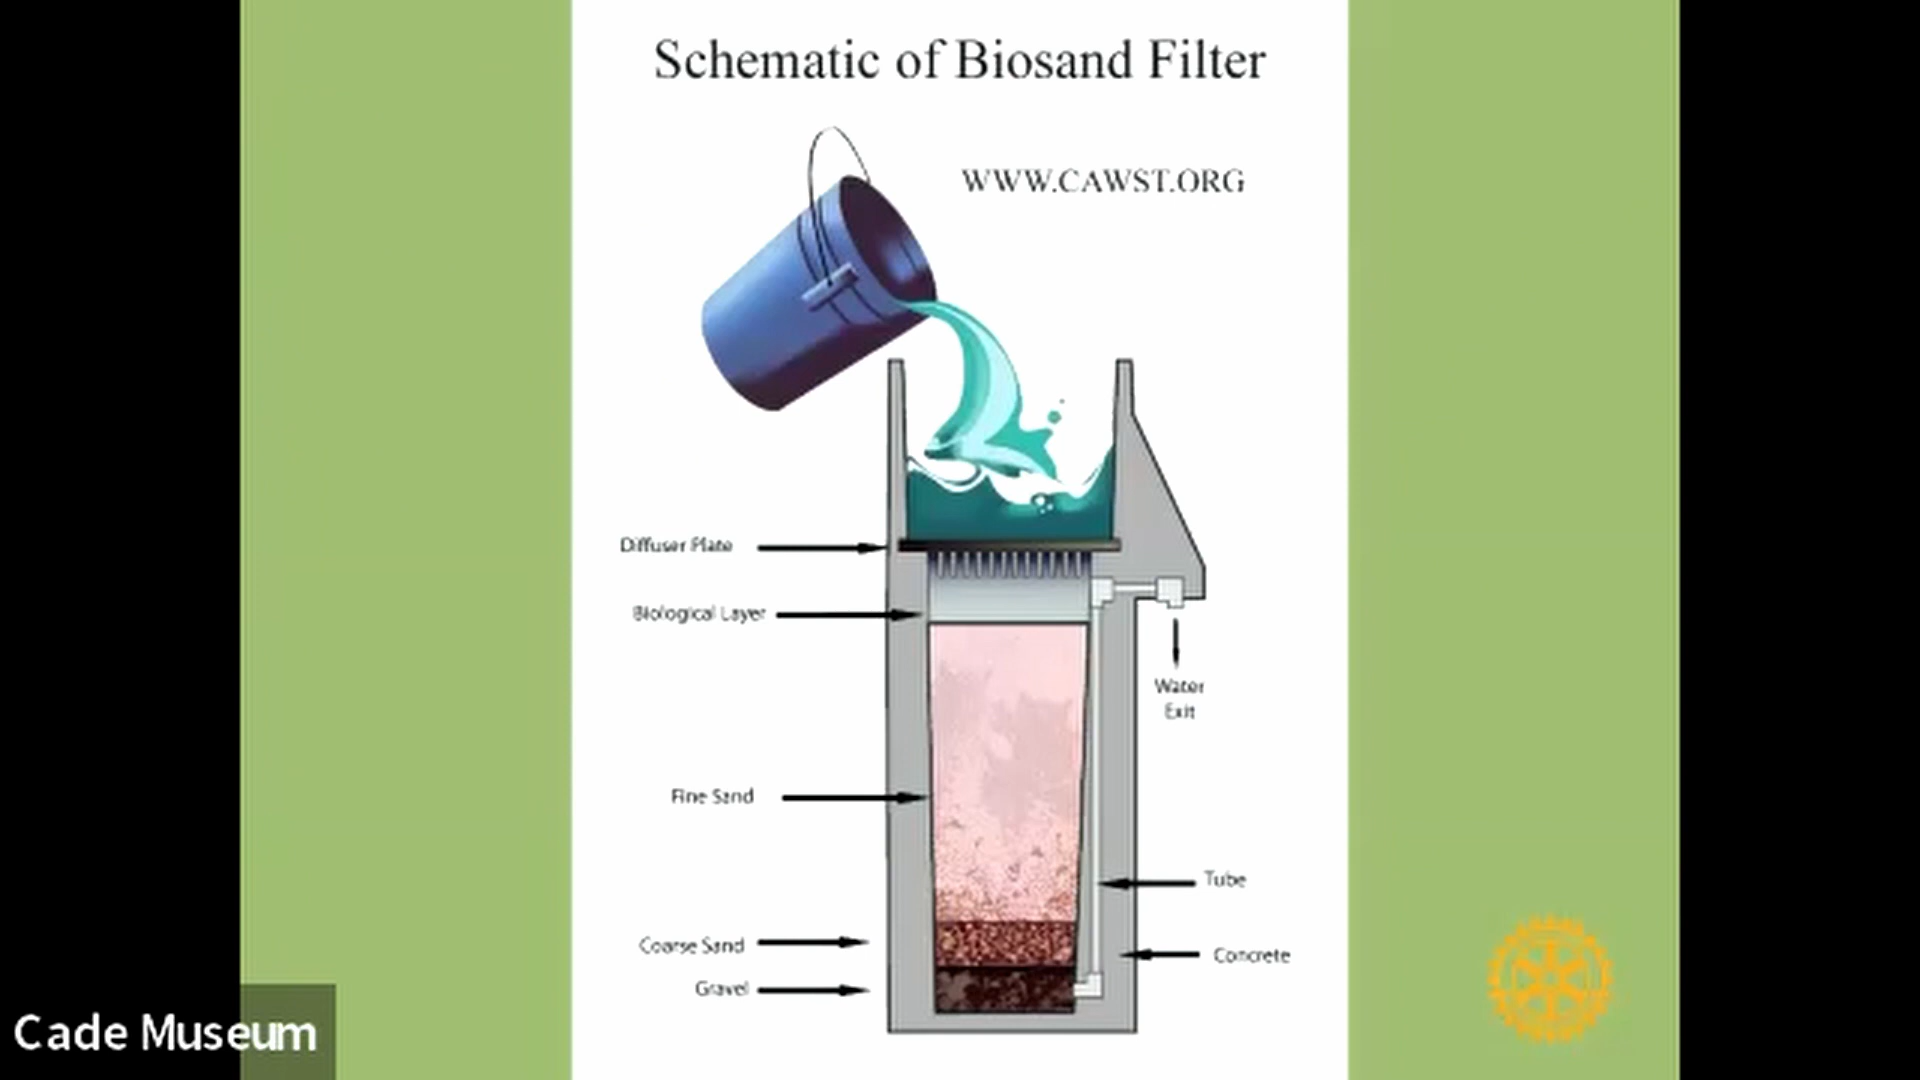 Schematic of Biosand Filter
WWW.CAWST.ORG
Diffuser Plate
Biological Layer
Water
Exit
Fine Sand
Tube
Coarse Sand
Concrete
Gravel
Cade Museum